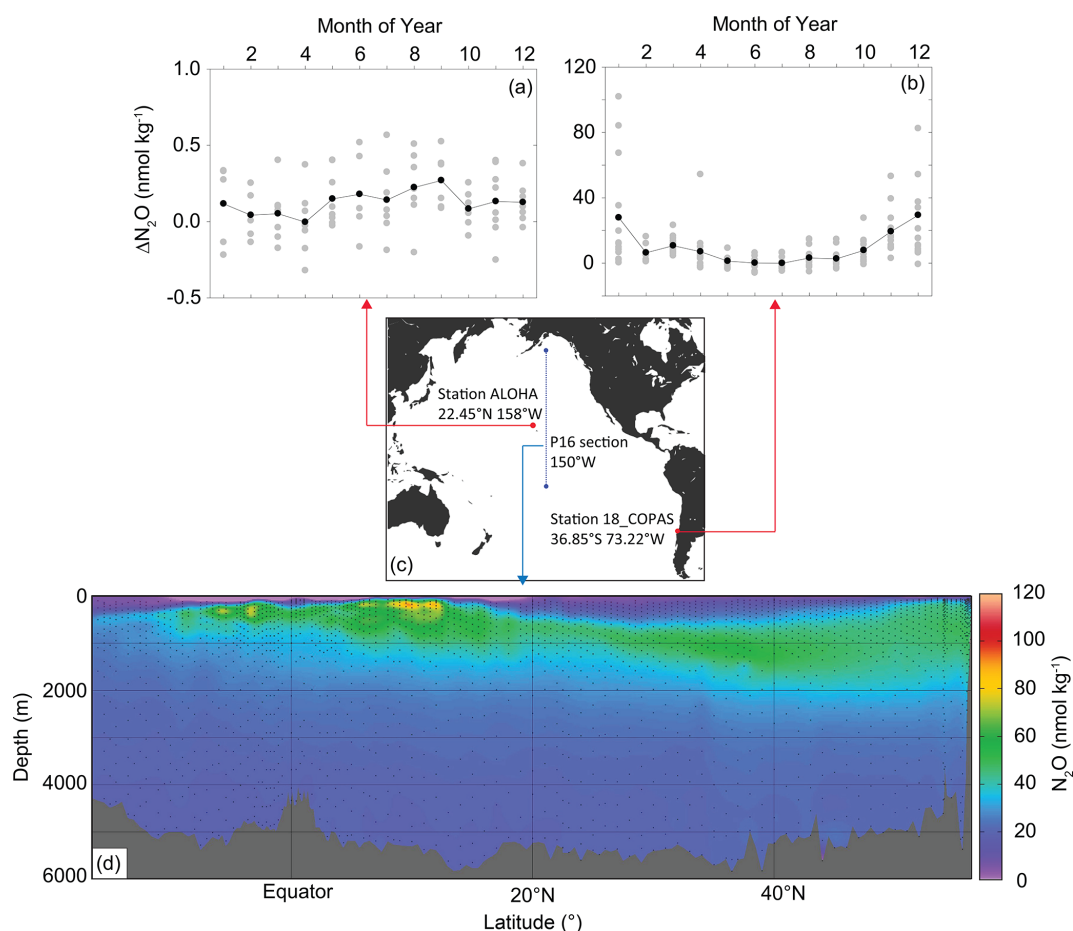 Month of Year
2 4 6 8 10 12
1.0
0.5
0.0
-0.5
ΔN2O (nmol kg⁻¹)
(a)
Month of Year
2 4 6 8 10 12
120
80
40
0
(b)
Station ALOHA
22.45°N 158°W
P16 section
150°W
Station 18_COPAS
36.85°S 73.22°W
(c)
0
2000
4000
6000
Depth (m)
(d)
Equator 20°N 40°N
Latitude (°)
120
100
80
60
40
20
0
N2O (nmol kg⁻¹)